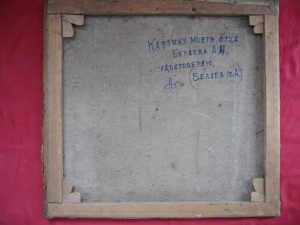 Картину моего отца
Беляева А.И.
удостоверяю,
(Беляев